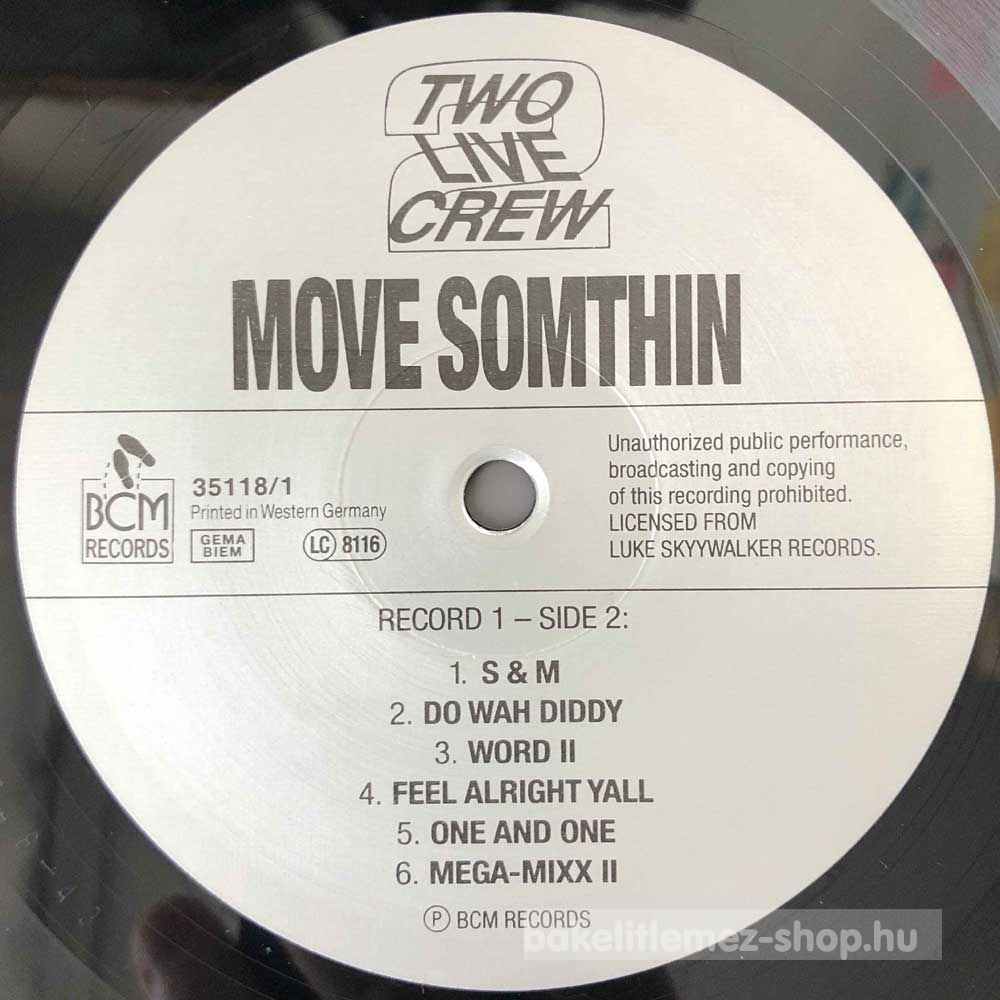 TWO
LIVE
CREW
MOVE SOMTHIN
BCM
RECORDS
35118/1
Printed in Western Germany
GEMA
BIEM
LC 8116
Unauthorized public performance,
broadcasting and copying
of this recording prohibited.
LICENSED FROM
LUKE SKYYWALKER RECORDS.
RECORD 1 – SIDE 2:
1. S & M
2. DO WAH DIDDY
3. WORD II
4. FEEL ALRIGHT YALL
5. ONE AND ONE
6. MEGA-MIXX II
Ⓟ BCM RECORDS
bakelitlemez-shop.hu